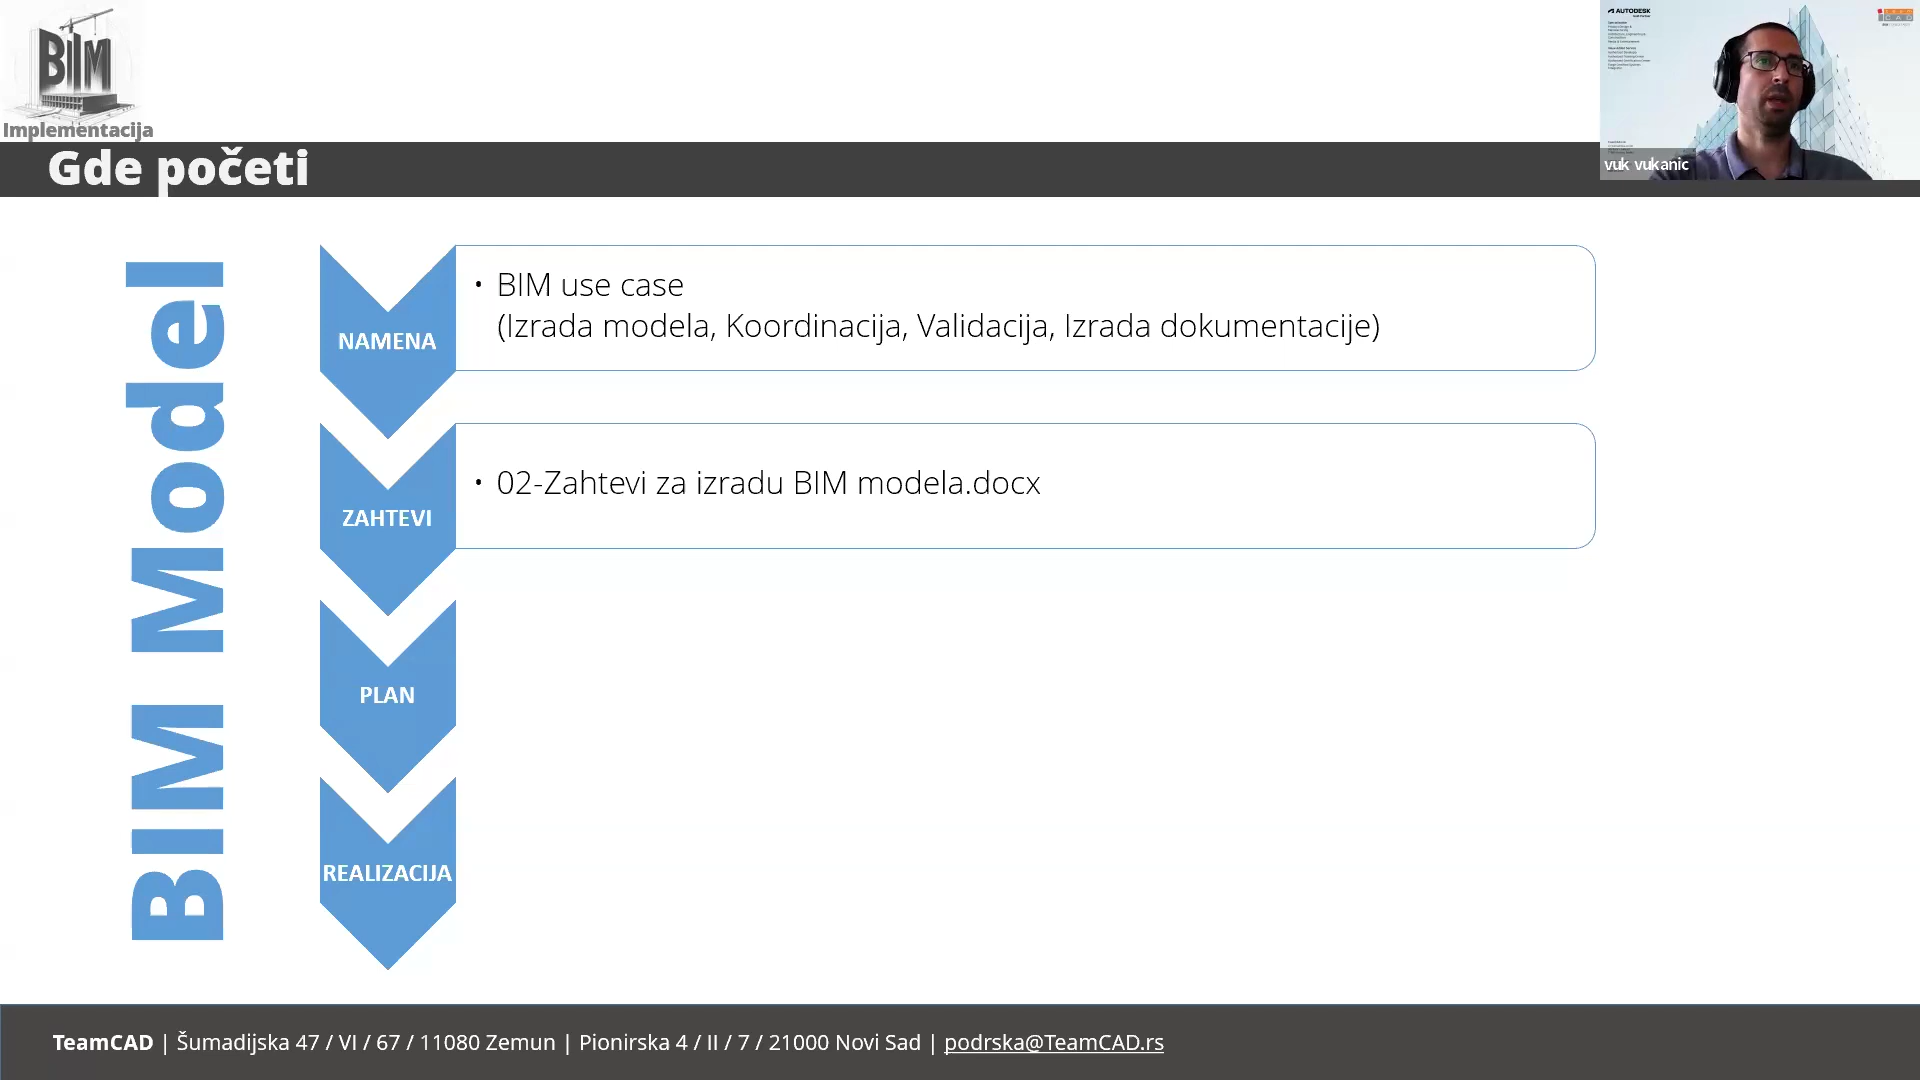 BIM
Implementacija
Gde početi
AUTODESK
vuk vukanic
BIM Model
NAMENA
• BIM use case
(Izrada modela, Koordinacija, Validacija, Izrada dokumentacije)
ZAHTEVI
• 02-Zahtevi za izradu BIM modela.docx
PLAN
REALIZACIJA
TeamCAD | Šumadijska 47 / VI / 67 / 11080 Zemun | Pionirska 4 / II / 7 / 21000 Novi Sad | podrska@TeamCAD.rs